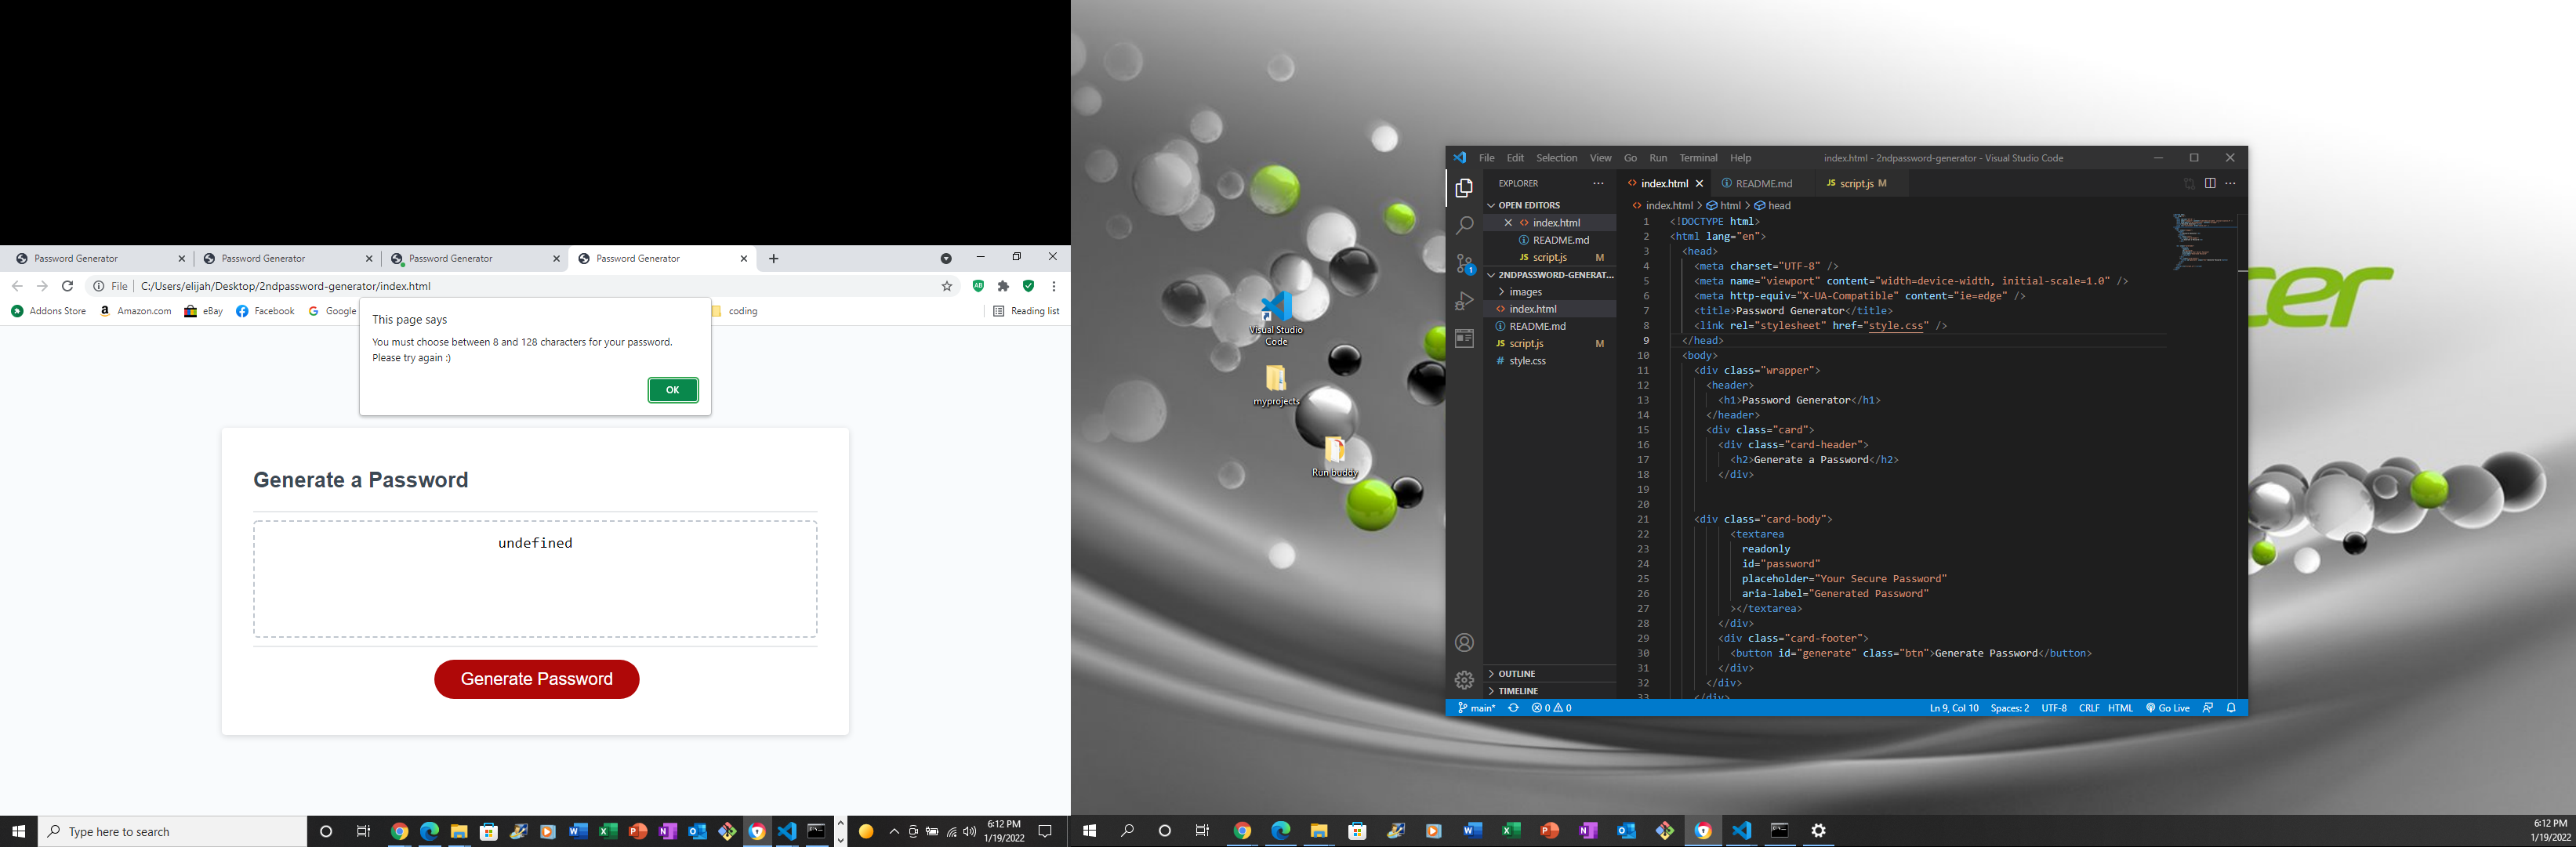 Password Generator
Password Generator
Password Generator
Password Generator
File
C:/Users/elijah/Desktop/2ndpassword-generator/index.html
Addons Store
Amazon.com
eBay
Facebook
Google
coding
Reading list
This page says
You must choose between 8 and 128 characters for your password.
Please try again :)
OK
Generate a Password
undefined
Generate Password
Type here to search
6:12 PM
1/19/2022
Visual Studio
Code
myprojects
Run buddy
cer
File Edit Selection View Go Run Terminal Help
index.html - 2ndpassword-generator - Visual Studio Code
EXPLORER
OPEN EDITORS
index.html
README.md
script.js M
2NDPASSWORD-GENERAT...
images
index.html
README.md
script.js M
style.css
OUTLINE
TIMELINE
index.html
README.md
JS script.js M
index.html > html > head
1 <!DOCTYPE html>
2 <html lang="en">
3 <head>
4 <meta charset="UTF-8" />
5 <meta name="viewport" content="width=device-width, initial-scale=1.0" />
6 <meta http-equiv="X-UA-Compatible" content="ie=edge" />
7 <title>Password Generator</title>
8 <link rel="stylesheet" href="style.css" />
9 </head>
10 <body>
11 <div class="wrapper">
12 <header>
13 <h1>Password Generator</h1>
14 </header>
15 <div class="card">
16 <div class="card-header">
17 <h2>Generate a Password</h2>
18 </div>
19
20
21 <div class="card-body">
22 <textarea
23 readonly
24 id="password"
25 placeholder="Your Secure Password"
26 aria-label="Generated Password"
27 ></textarea>
28 </div>
29 <div class="card-footer">
30 <button id="generate" class="btn">Generate Password</button>
31 </div>
32 </div>
33 </div>
main* 0 0
Ln 9, Col 10 Spaces: 2 UTF-8 CRLF HTML Go Live
6:12 PM
1/19/2022